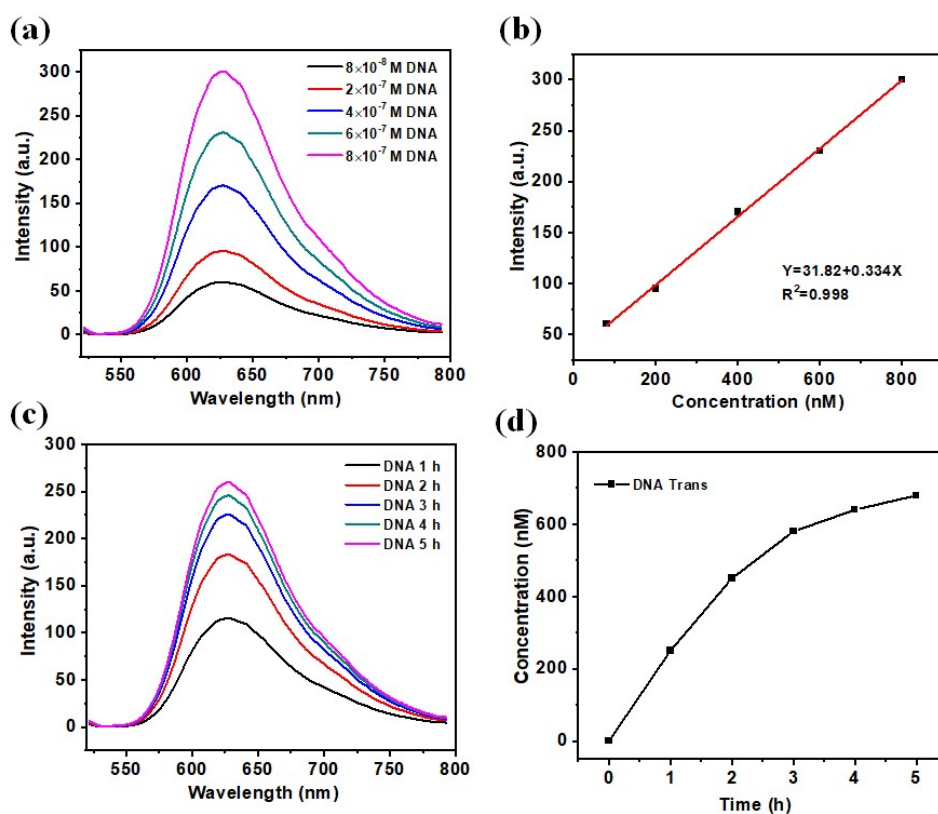 (a)
Intensity (a.u.)
300
250
200
150
100
50
0
8×10⁻⁸ M DNA
2×10⁻⁷ M DNA
4×10⁻⁷ M DNA
6×10⁻⁷ M DNA
8×10⁻⁷ M DNA
550 600 650 700 750 800
Wavelength (nm)
(b)
Intensity (a.u.)
300
250
200
150
100
50
Y=31.82+0.334X
R²=0.998
0 200 400 600 800
Concentration (nM)
(c)
Intensity (a.u.)
300
250
200
150
100
50
0
DNA 1 h
DNA 2 h
DNA 3 h
DNA 4 h
DNA 5 h
550 600 650 700 750 800
Wavelength (nm)
(d)
Concentration (nM)
800
600
400
200
0
DNA Trans
0 1 2 3 4 5
Time (h)